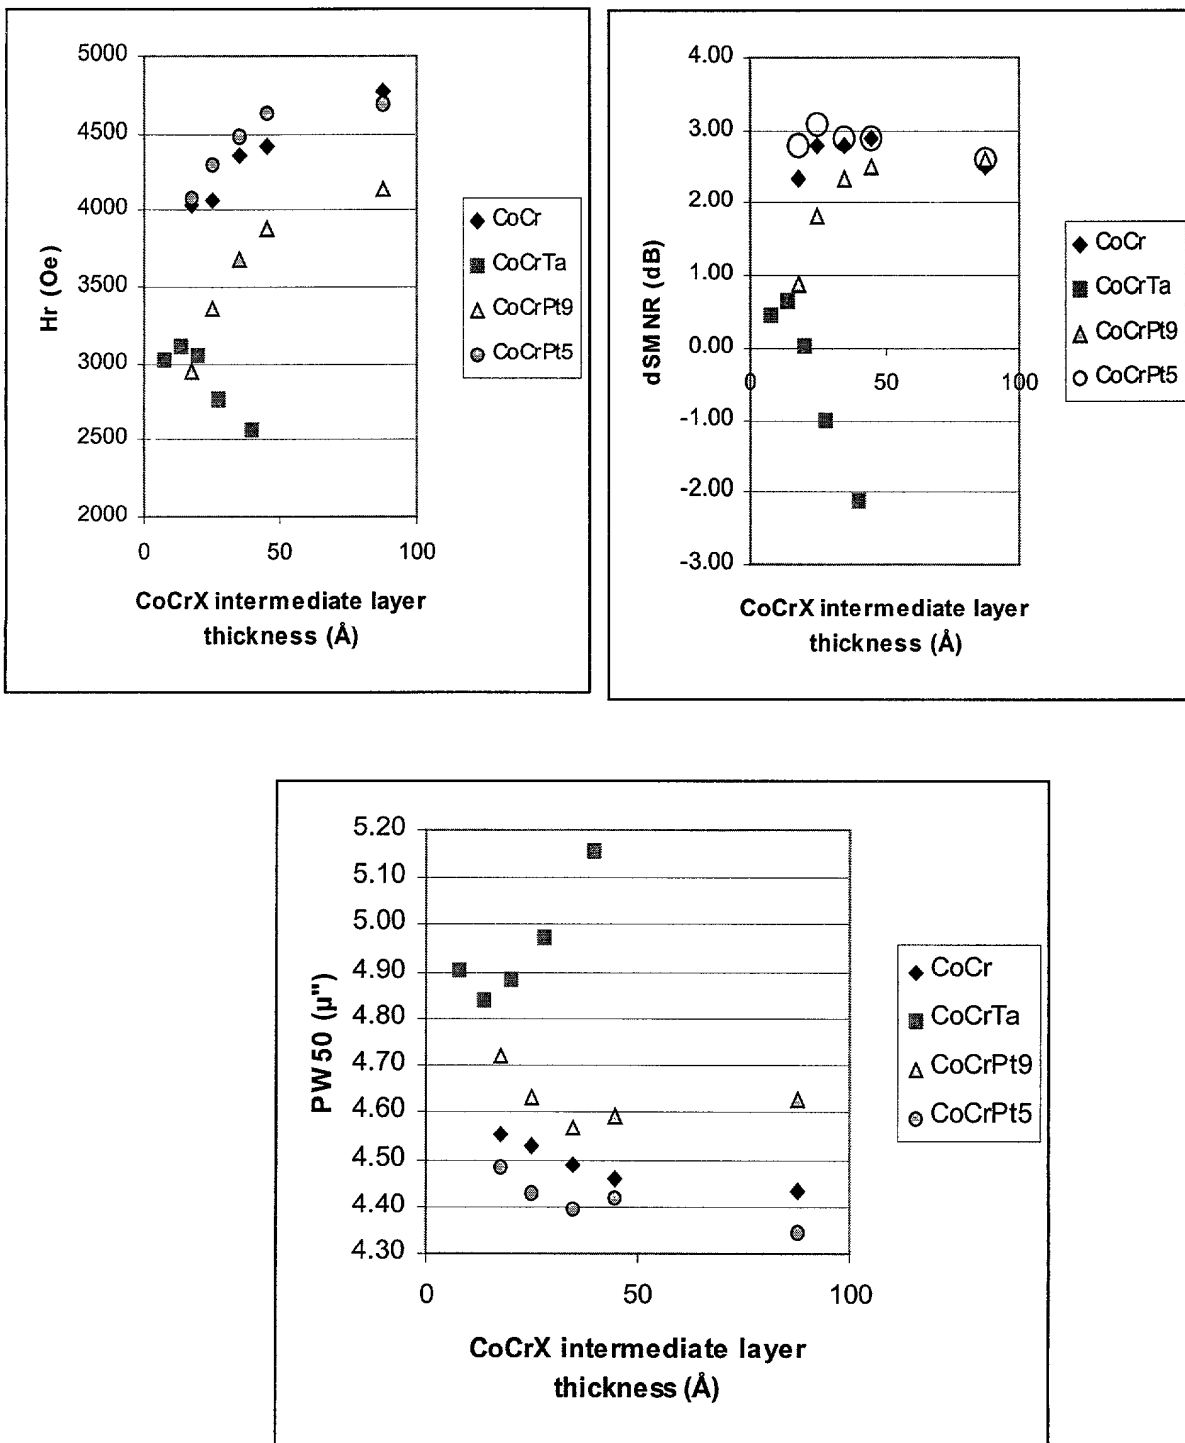 5000
4500
4000
3500
3000
2500
2000
Hr (Oe)
0
50
100
CoCrX intermediate layer
thickness (Å)
CoCr
CoCrTa
CoCrPt9
CoCrPt5
4.00
3.00
2.00
1.00
0.00
-1.00
-2.00
-3.00
dSMNR (dB)
0
50
100
CoCrX intermediate layer
thickness (Å)
CoCr
CoCrTa
CoCrPt9
CoCrPt5
5.20
5.10
5.00
4.90
4.80
4.70
4.60
4.50
4.40
4.30
PW50 (µ")
0
50
100
CoCrX intermediate layer
thickness (Å)
CoCr
CoCrTa
CoCrPt9
CoCrPt5